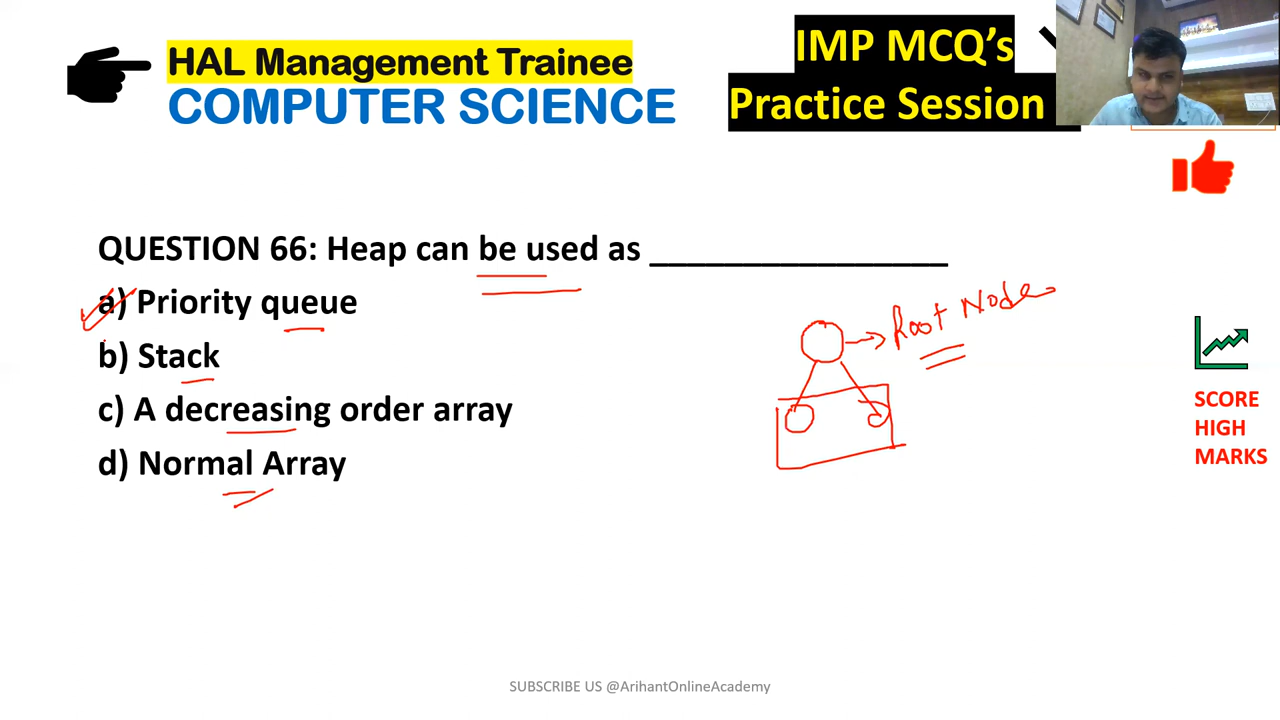 HAL Management Trainee
COMPUTER SCIENCE
IMP MCQ’s
Practice Session
QUESTION 66: Heap can be used as _________________
a) Priority queue
b) Stack
c) A decreasing order array
d) Normal Array
Root Node
SCORE
HIGH
MARKS
SUBSCRIBE US @ArihantOnlineAcademy